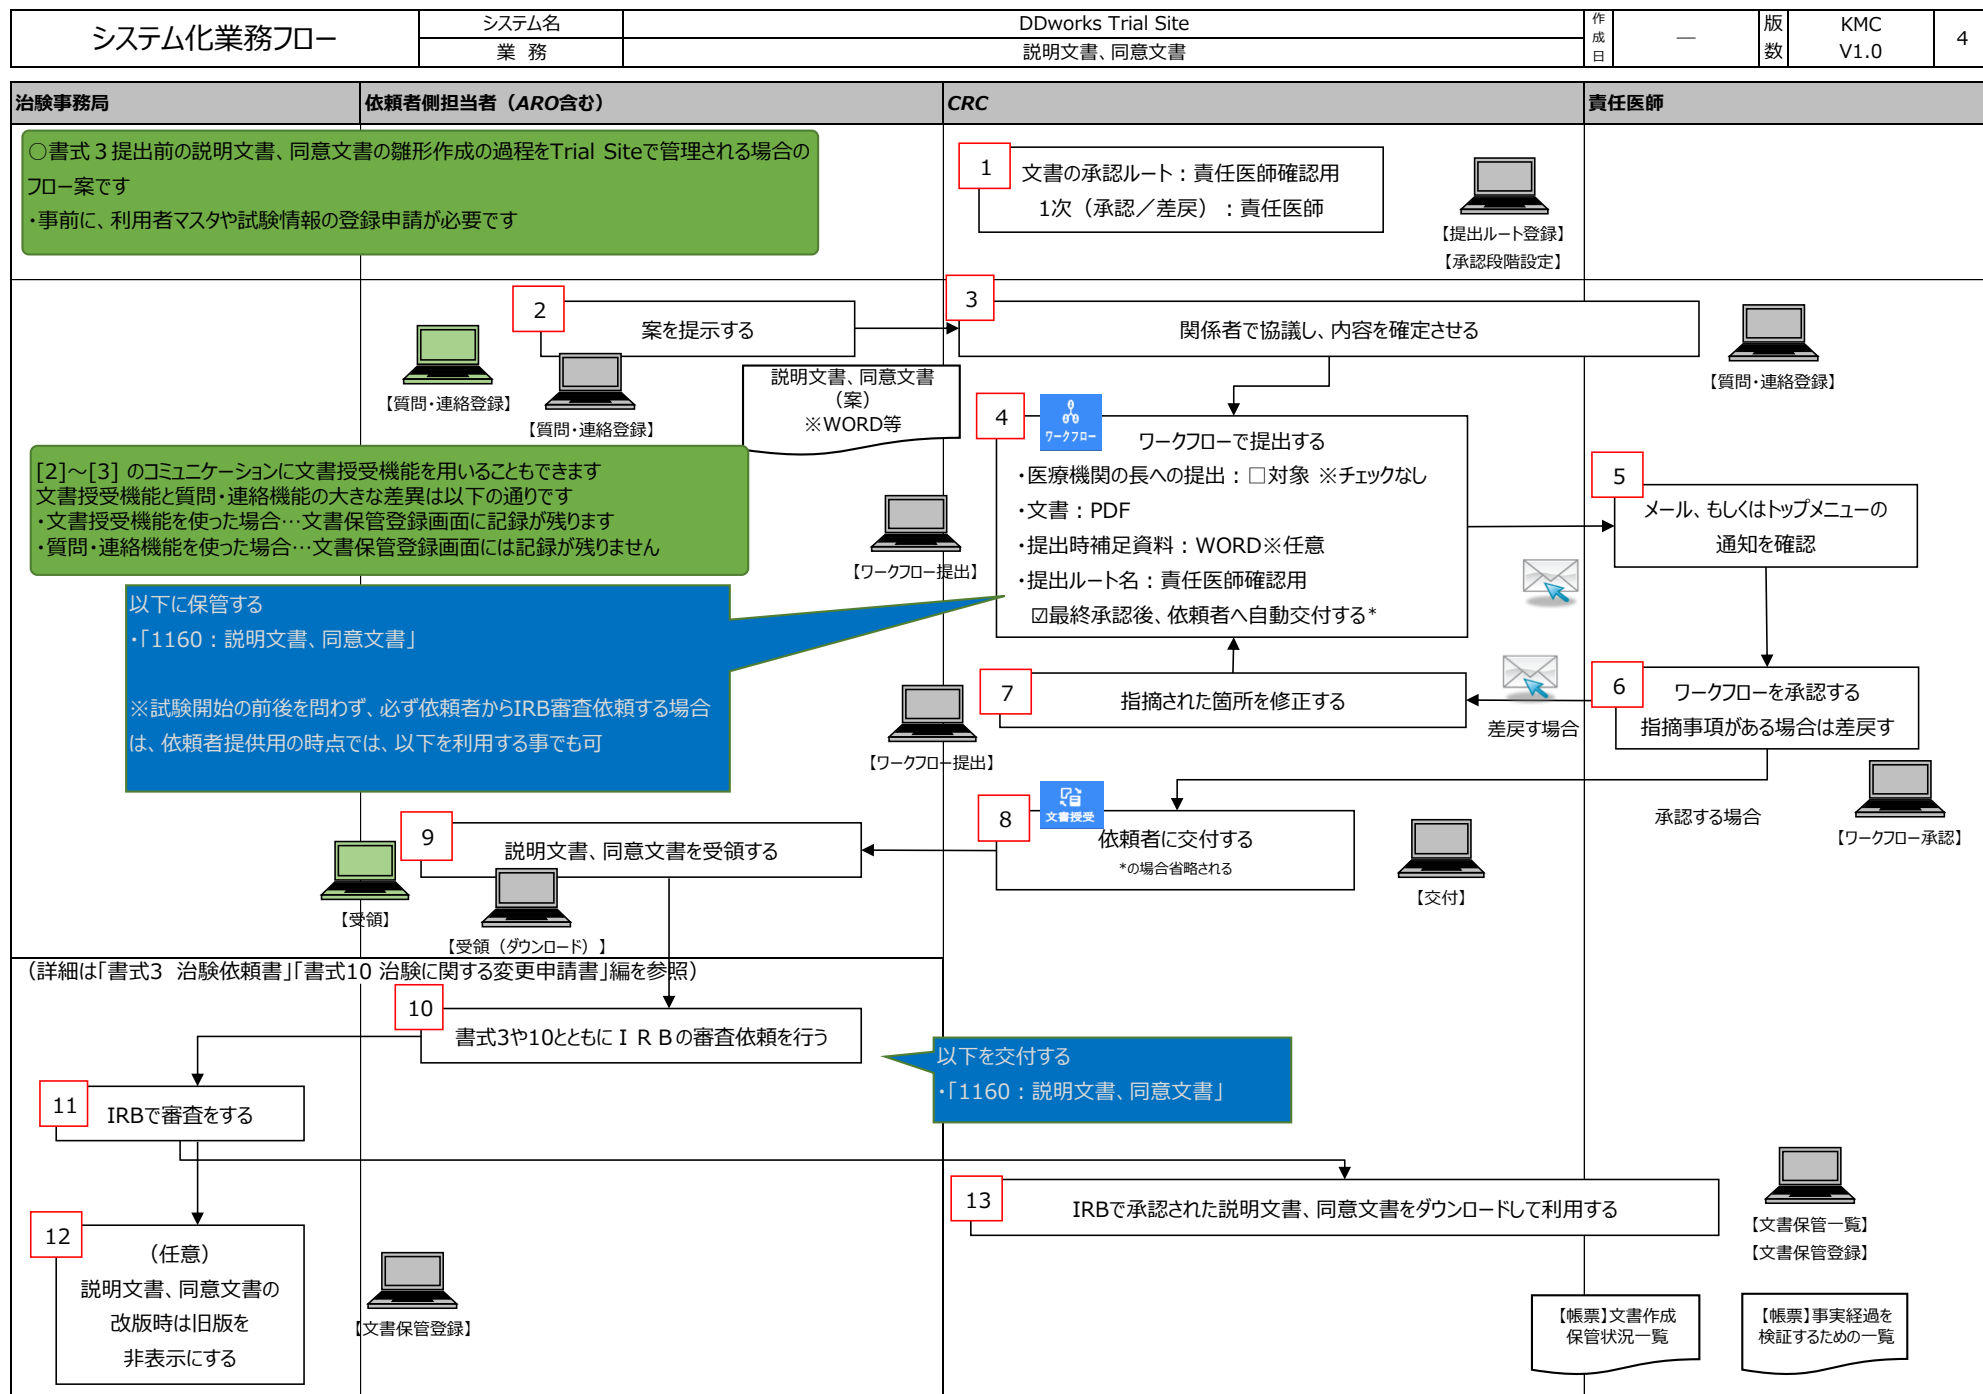 システム化業務フロー
システム名
DDworks Trial Site
業 務
説明文書、同意文書
作成日
―
版数
KMC
V1.0
4
治験事務局
依頼者側担当者（ARO含む）
CRC
責任医師
○書式３提出前の説明文書、同意文書の雛形作成の過程をTrial Siteで管理される場合の
フロー案です
・事前に、利用者マスタや試験情報の登録申請が必要です
1
文書の承認ルート：責任医師確認用
1次（承認／差戻）：責任医師
【提出ルート登録】
【承認段階設定】
2
案を提示する
【質問・連絡登録】
【質問・連絡登録】
説明文書、同意文書
（案）
※WORD等
3
関係者で協議し、内容を確定させる
【質問・連絡登録】
[2]～[3] のコミュニケーションに文書授受機能を用いることもできます
文書授受機能と質問・連絡機能の大きな差異は以下の通りです
・文書授受機能を使った場合…文書保管登録画面に記録が残ります
・質問・連絡機能を使った場合…文書保管登録画面には記録が残りません
4
ワークフロー
ワークフローで提出する
・医療機関の長への提出：□対象 ※チェックなし
・文書：PDF
・提出時補足資料：WORD※任意
・提出ルート名：責任医師確認用
☑最終承認後、依頼者へ自動交付する*
【ワークフロー提出】
5
メール、もしくはトップメニューの
通知を確認
以下に保管する
・「1160：説明文書、同意文書」
※試験開始の前後を問わず、必ず依頼者からIRB審査依頼する場合
は、依頼者提供用の時点では、以下を利用する事でも可
6
ワークフローを承認する
指摘事項がある場合は差戻す
差戻す場合
7
指摘された箇所を修正する
【ワークフロー提出】
承認する場合
【ワークフロー承認】
8
文書授受
依頼者に交付する
*の場合省略される
【交付】
9
説明文書、同意文書を受領する
【受領】
【受領（ダウンロード）】
（詳細は「書式3 治験依頼書」「書式10 治験に関する変更申請書」編を参照）
10
書式3や10とともにＩＲＢの審査依頼を行う
以下を交付する
・「1160：説明文書、同意文書」
11
IRBで審査をする
12
（任意）
説明文書、同意文書の
改版時は旧版を
非表示にする
【文書保管登録】
13
IRBで承認された説明文書、同意文書をダウンロードして利用する
【文書保管一覧】
【文書保管登録】
【帳票】文書作成
保管状況一覧
【帳票】事実経過を
検証するための一覧